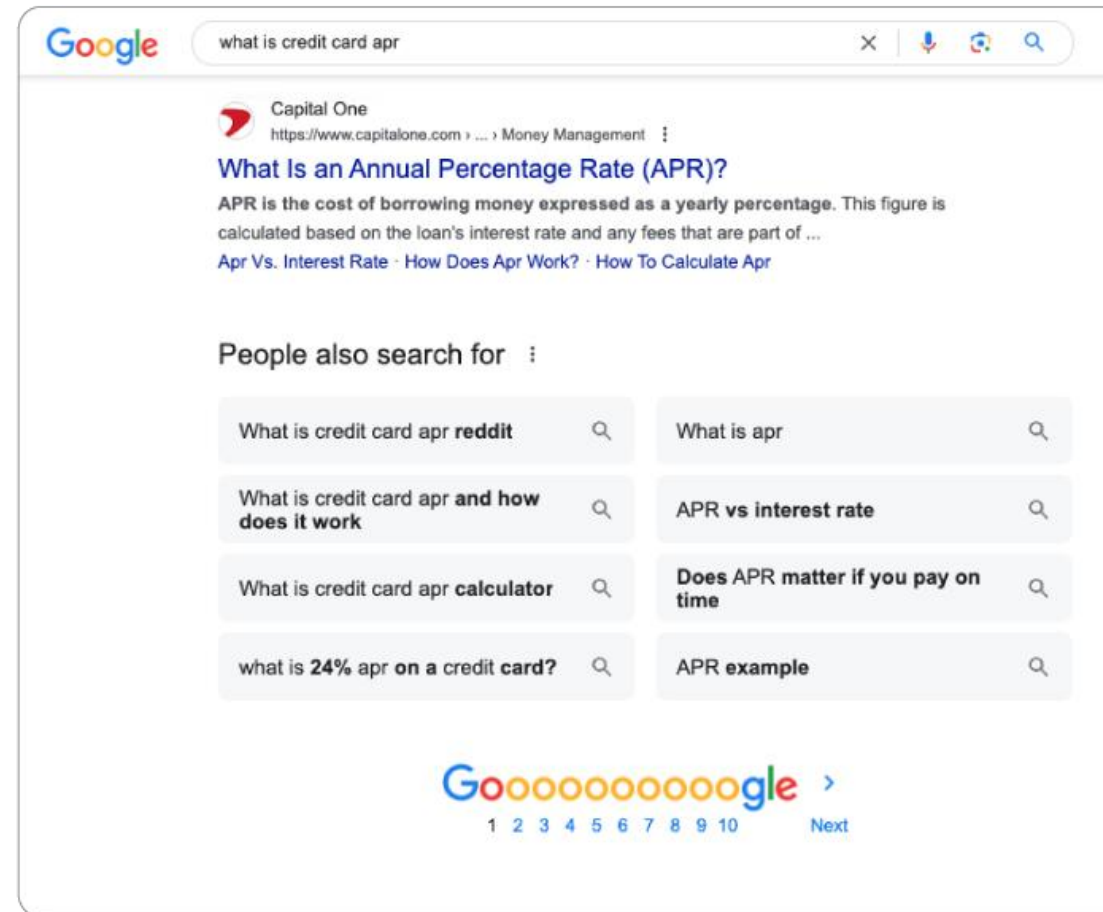 Google
what is credit card apr
Capital One
https://www.capitalone.com › ... › Money Management
What Is an Annual Percentage Rate (APR)?
APR is the cost of borrowing money expressed as a yearly percentage. This figure is
calculated based on the loan's interest rate and any fees that are part of ...
Apr Vs. Interest Rate · How Does Apr Work? · How To Calculate Apr
People also search for
What is credit card apr reddit
What is apr
What is credit card apr and how
does it work
APR vs interest rate
What is credit card apr calculator
Does APR matter if you pay on
time
what is 24% apr on a credit card?
APR example
Goooooooooogle
1 2 3 4 5 6 7 8 9 10 Next